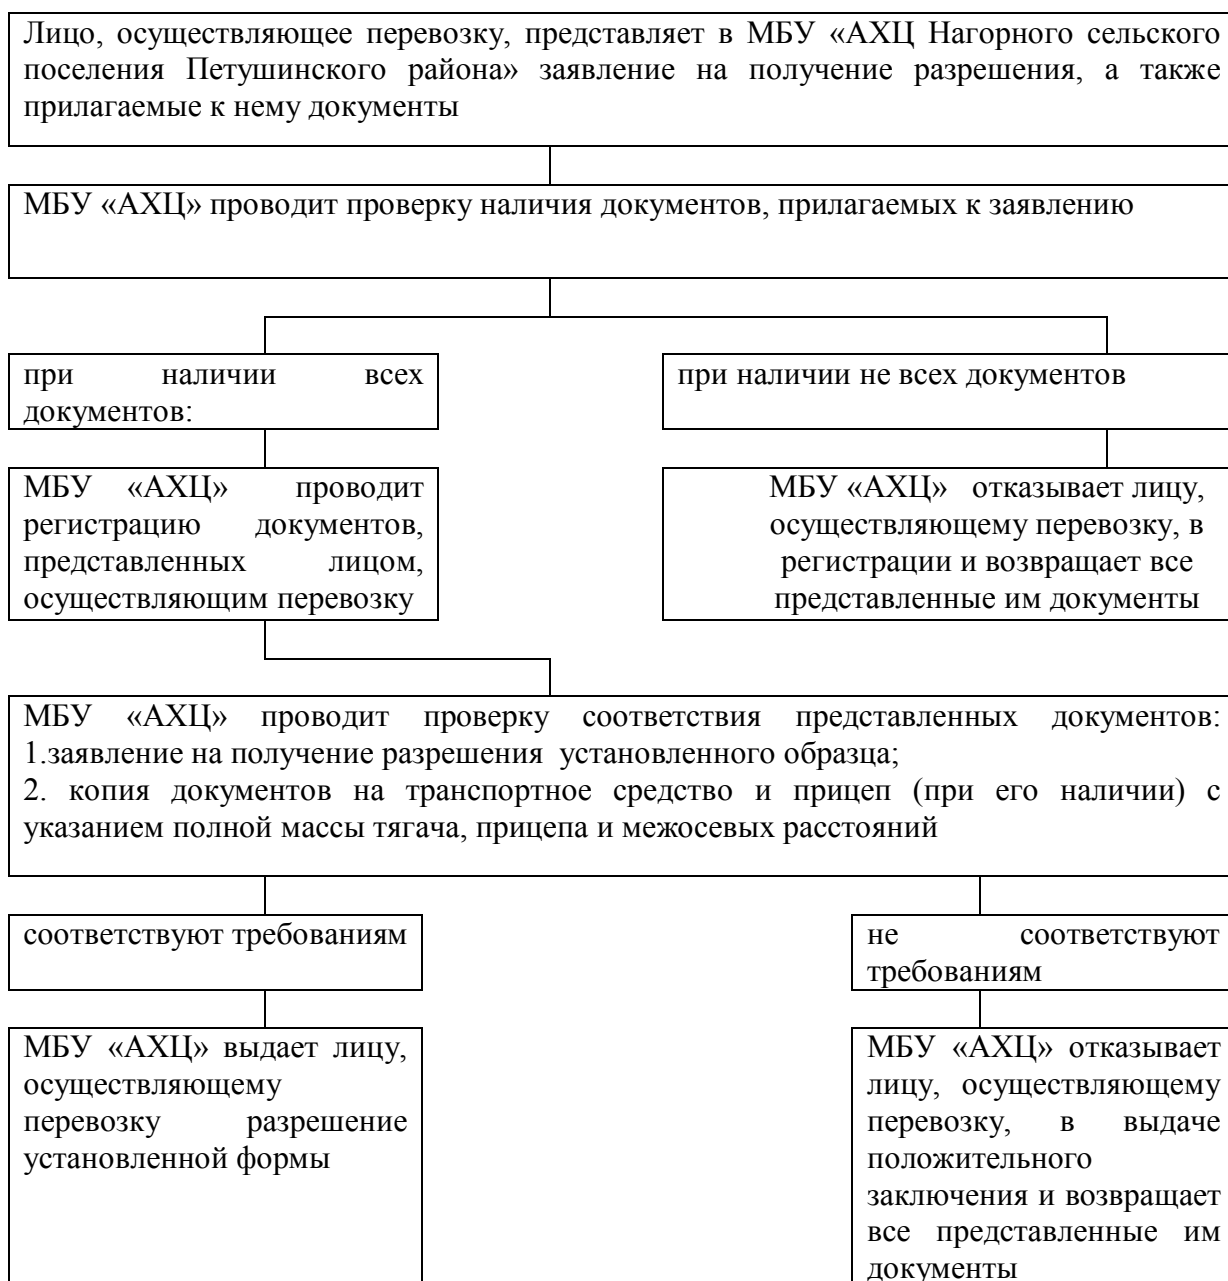 Лицо, осуществляющее перевозку, представляет в МБУ «АХЦ Нагорного сельского
поселения Петушинского района» заявление на получение разрешения, а также
прилагаемые к нему документы
МБУ «АХЦ» проводит проверку наличия документов, прилагаемых к заявлению
при наличии всех
документов:
при наличии не всех документов
МБУ «АХЦ» проводит
регистрацию документов,
представленных лицом,
осуществляющим перевозку
МБУ «АХЦ» отказывает лицу,
осуществляющему перевозку, в
регистрации и возвращает все
представленные им документы
МБУ «АХЦ» проводит проверку соответствия представленных документов:
1.заявление на получение разрешения установленного образца;
2. копия документов на транспортное средство и прицеп (при его наличии) с
указанием полной массы тягача, прицепа и межосевых расстояний
соответствуют требованиям
не соответствуют
требованиям
МБУ «АХЦ» выдает лицу,
осуществляющему
перевозку разрешение
установленной формы
МБУ «АХЦ» отказывает
лицу, осуществляющему
перевозку, в выдаче
положительного
заключения и возвращает
все представленные им
документы